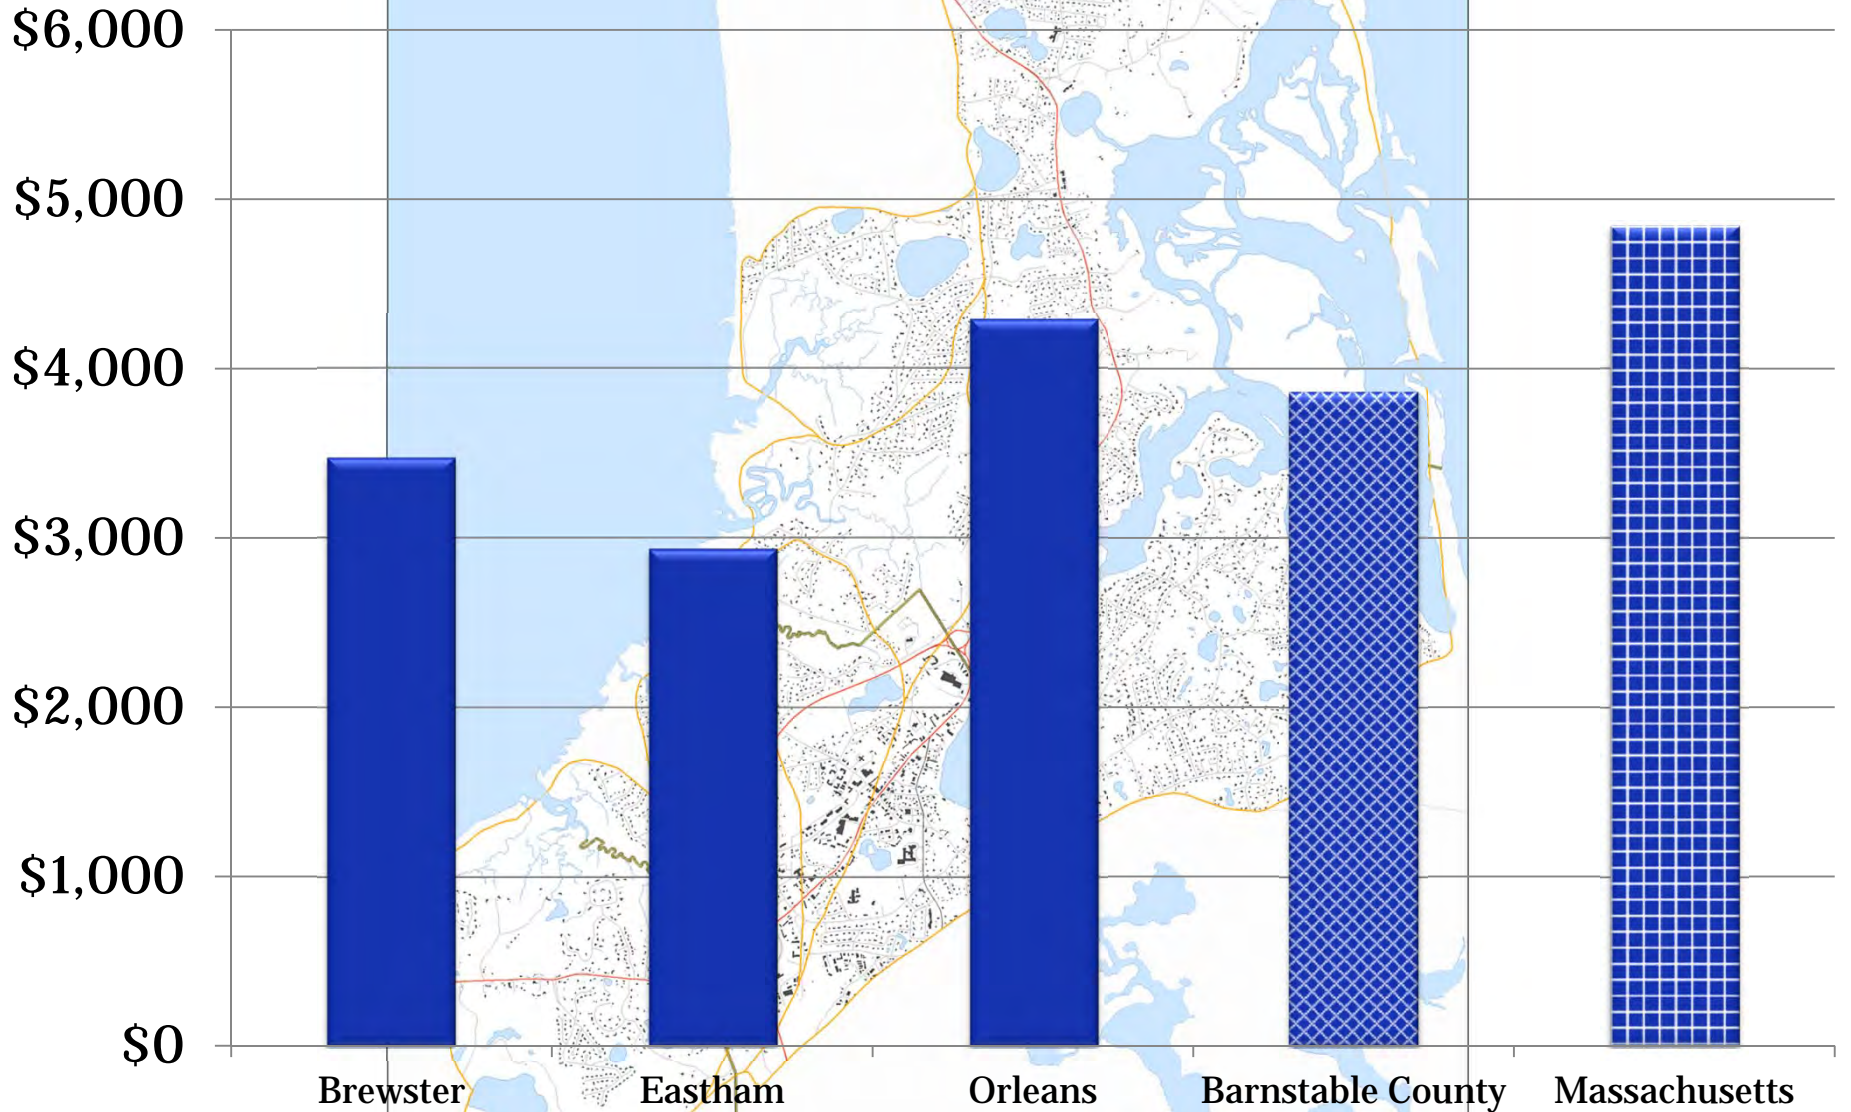 $6,000
$5,000
$4,000
$3,000
$2,000
$1,000
$0
Brewster
Eastham
Orleans
Barnstable County
Massachusetts